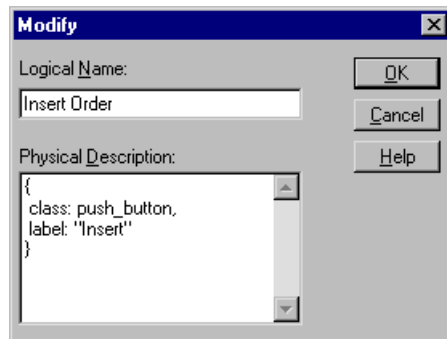 Modify
Logical Name:
OK
Insert Order
Cancel
Physical Description:
Help
{
class: push_button,
label: "Insert"
}